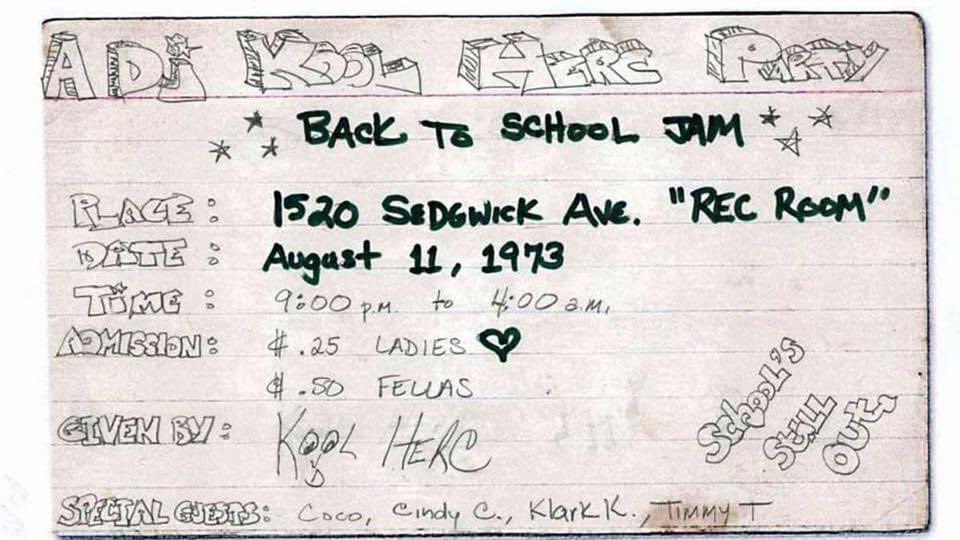 A DJ KOOL HERC PARTY
BACK TO SCHOOL JAM
PLACE: 1520 SEDGWICK AVE. "REC ROOM"
DATE: August 11, 1973
TIME: 9:00 p.m. to 4:00 a.m.
ADMISSION: $.25 LADIES
$.50 FELLAS
GIVEN BY: KOOL HERC
SPECIAL GUESTS: Coco, Cindy C., Klark K., Timmy T
SCHOOL'S
STILL
OUT.